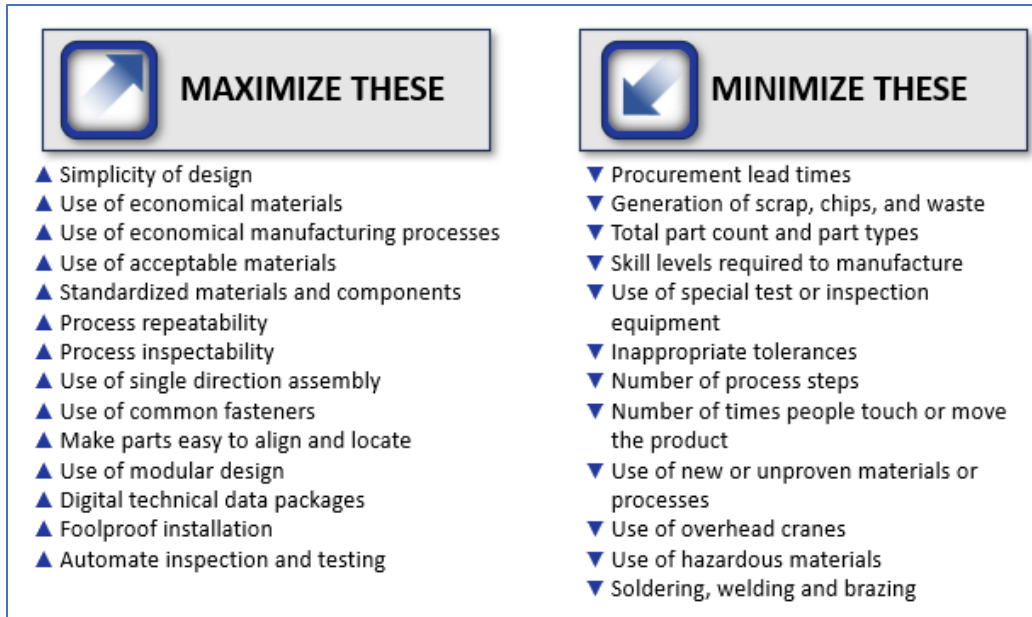 MAXIMIZE THESE
▲ Simplicity of design
▲ Use of economical materials
▲ Use of economical manufacturing processes
▲ Use of acceptable materials
▲ Standardized materials and components
▲ Process repeatability
▲ Process inspectability
▲ Use of single direction assembly
▲ Use of common fasteners
▲ Make parts easy to align and locate
▲ Use of modular design
▲ Digital technical data packages
▲ Foolproof installation
▲ Automate inspection and testing
MINIMIZE THESE
▼ Procurement lead times
▼ Generation of scrap, chips, and waste
▼ Total part count and part types
▼ Skill levels required to manufacture
▼ Use of special test or inspection
equipment
▼ Inappropriate tolerances
▼ Number of process steps
▼ Number of times people touch or move
the product
▼ Use of new or unproven materials or
processes
▼ Use of overhead cranes
▼ Use of hazardous materials
▼ Soldering, welding and brazing